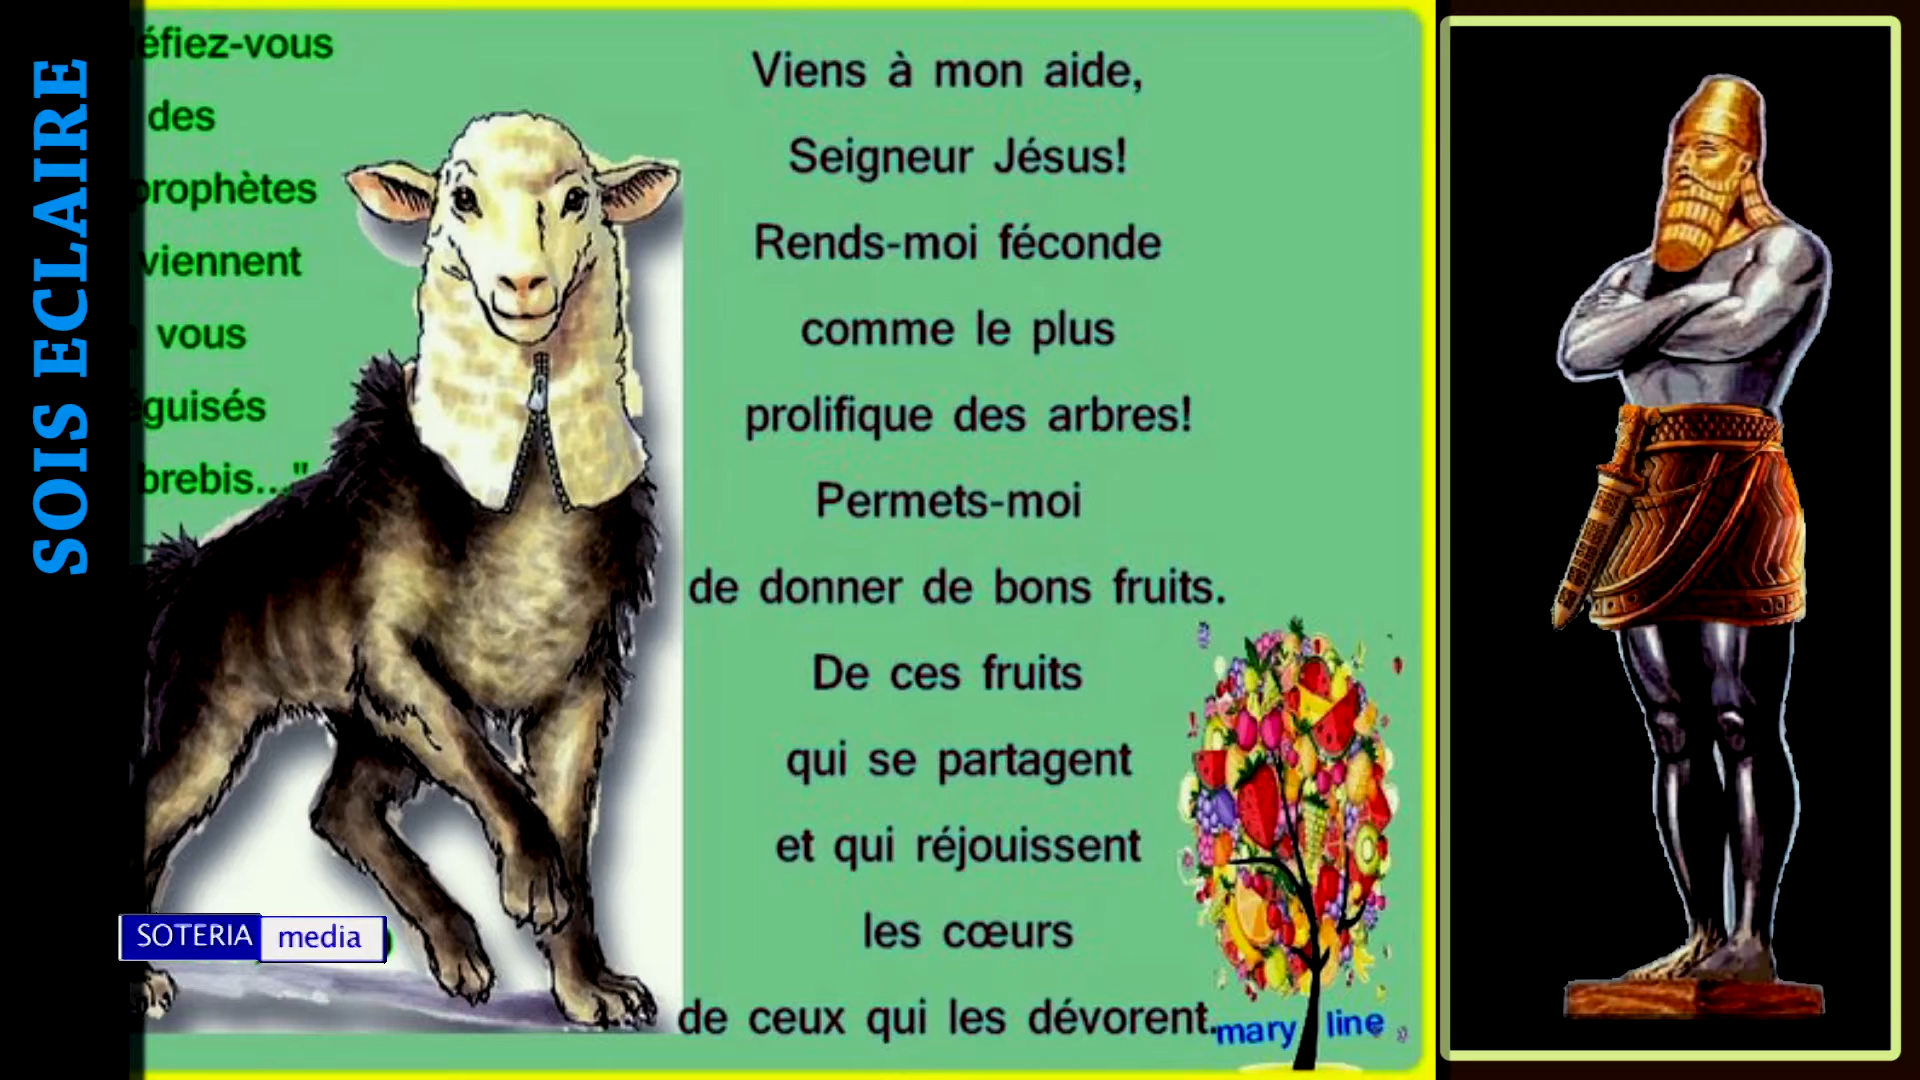 SOIS ECLAIRE
éfiez-vous
des
prophètes
viennent
vous
éguisés
brebis..."
Viens à mon aide,
Seigneur Jésus!
Rends-moi féconde
comme le plus
prolifique des arbres!
Permets-moi
de donner de bons fruits.
De ces fruits
qui se partagent
et qui réjouissent
les cœurs
de ceux qui les dévorent.
mary line
SOTERIA media